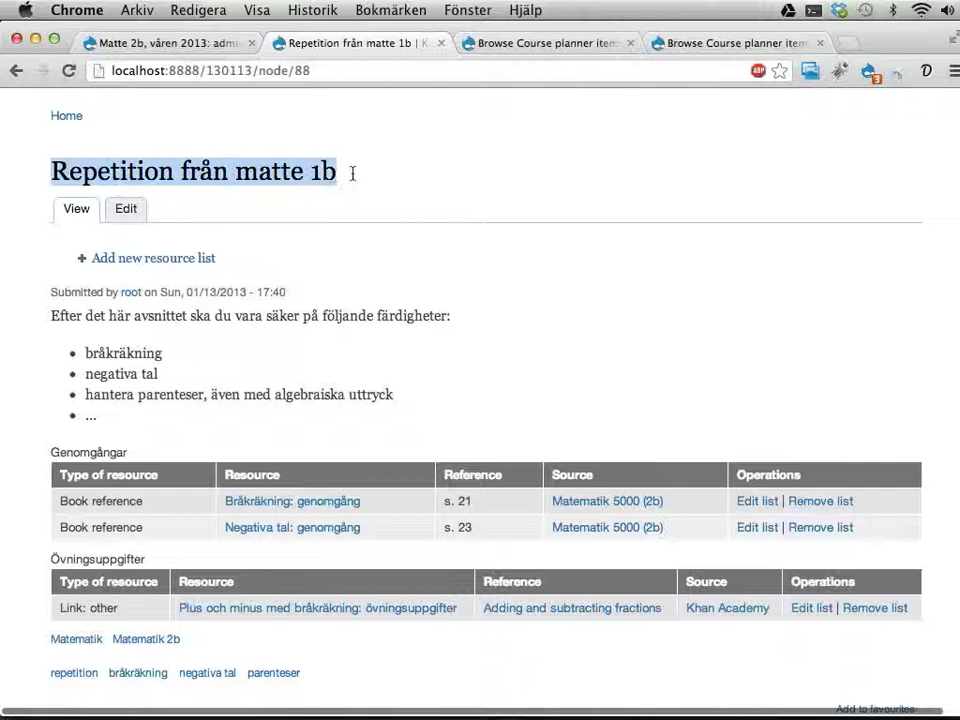 Chrome Arkiv Redigera Visa Historik Bokmärken Fönster Hjälp
Matte 2b, våren 2013: adm Repetition från matte 1b | K Browse Course planner item Browse Course planner item
localhost:8888/130113/node/88
Home
Repetition från matte 1b
View Edit
Add new resource list
Submitted by root on Sun, 01/13/2013 - 17:40
Efter det här avsnittet ska du vara säker på följande färdigheter:
• bråkräkning
• negativa tal
• hantera parenteser, även med algebraiska uttryck
• ...
Genomgångar
Type of resource Resource Reference Source Operations
Book reference Bråkräkning: genomgång s. 21 Matematik 5000 (2b) Edit list | Remove list
Book reference Negativa tal: genomgång s. 23 Matematik 5000 (2b) Edit list | Remove list
Övningsuppgifter
Type of resource Resource Reference Source Operations
Link: other Plus och minus med bråkräkning: övningsuppgifter Adding and subtracting fractions Khan Academy Edit list | Remove list
Matematik Matematik 2b
repetition bråkräkning negativa tal parenteser
Add to favourites